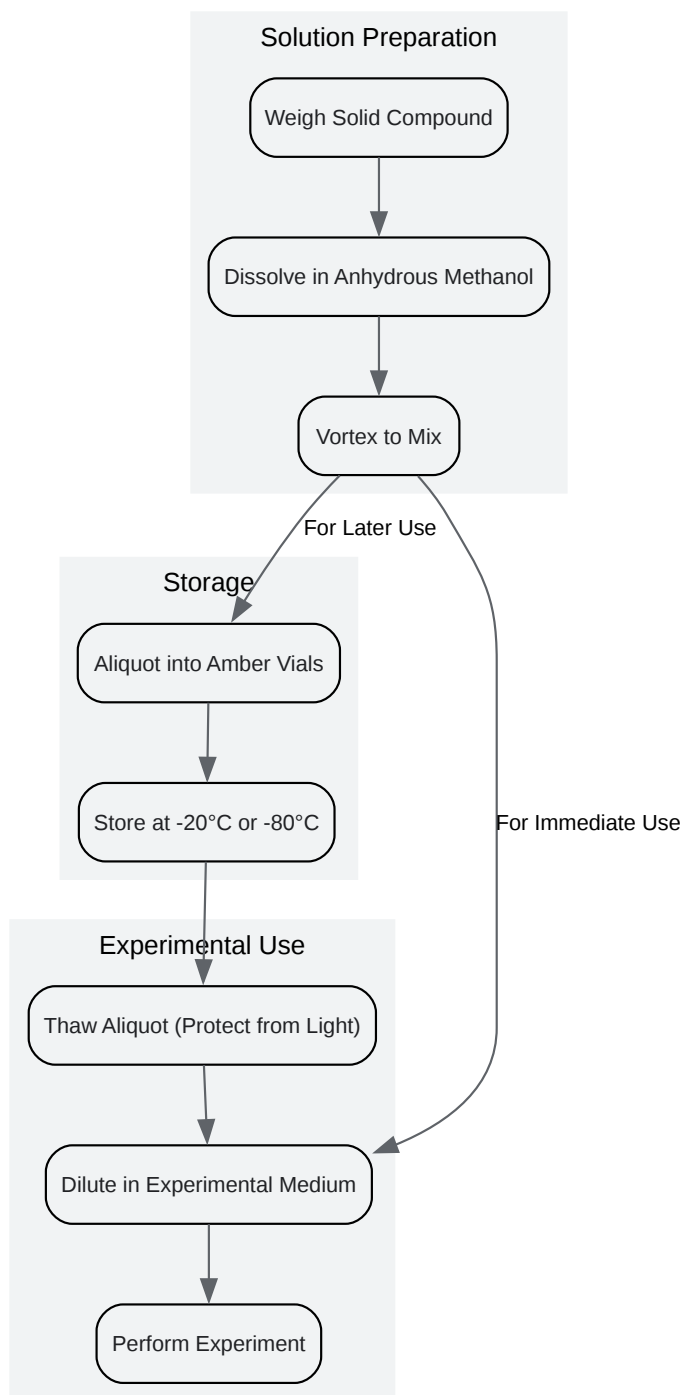 Solution Preparation
Weigh Solid Compound
Dissolve in Anhydrous Methanol
Vortex to Mix
For Later Use
Storage
Aliquot into Amber Vials
Store at -20°C or -80°C
For Immediate Use
Experimental Use
Thaw Aliquot (Protect from Light)
Dilute in Experimental Medium
Perform Experiment